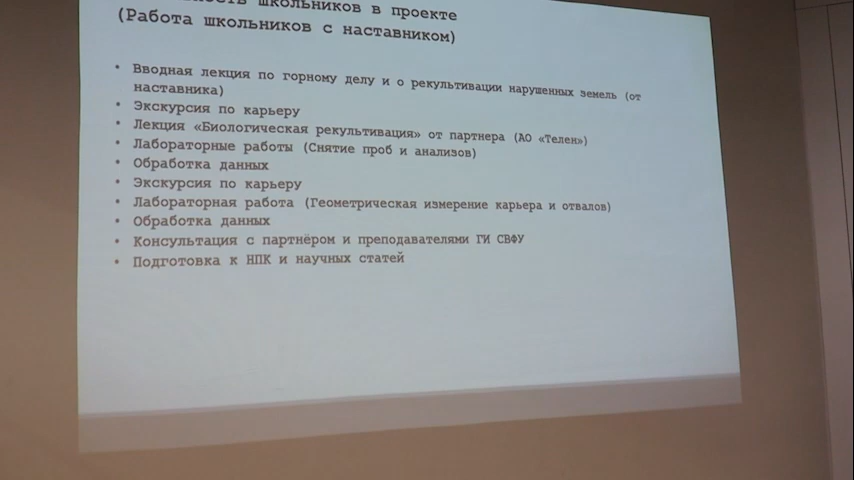 школьников в проекте
(Работа школьников с наставником)
• Вводная лекция по горному делу и о рекультивации нарушенных земель (от
наставника)
• Экскурсия по карьеру
• Лекция «Биологическая рекультивация» от партнера (АО «Телен»)
• Лабораторные работы (Снятие проб и анализов)
• Обработка данных
• Экскурсия по карьеру
• Лабораторная работа (Геометрическая измерение карьера и отвалов)
• Обработка данных
• Консультация с партнёром и преподавателями ГИ СВФУ
• Подготовка к НПК и научных статей